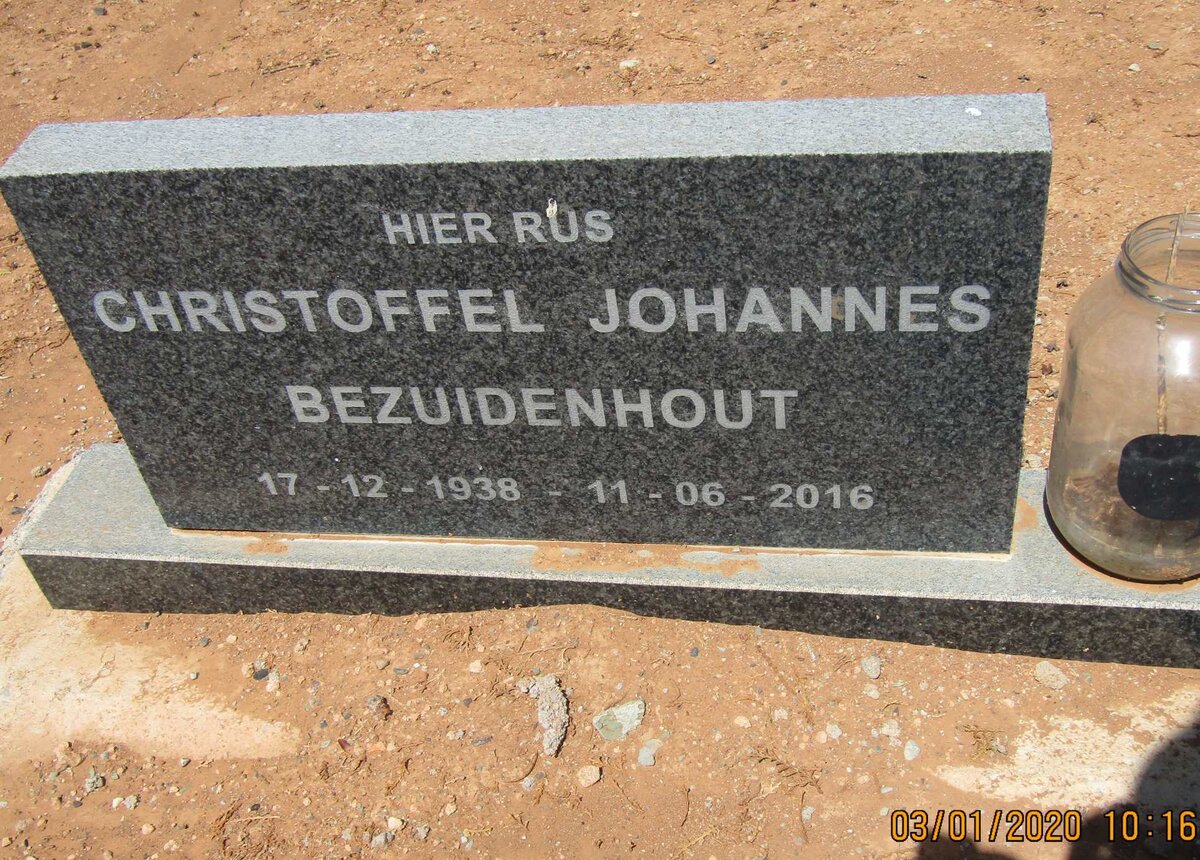 HIER RUS
CHRISTOFFEL JOHANNES
BEZUIDENHOUT
17 - 12 - 1938 - 11 - 06 - 2016
03/01/2020 10:16